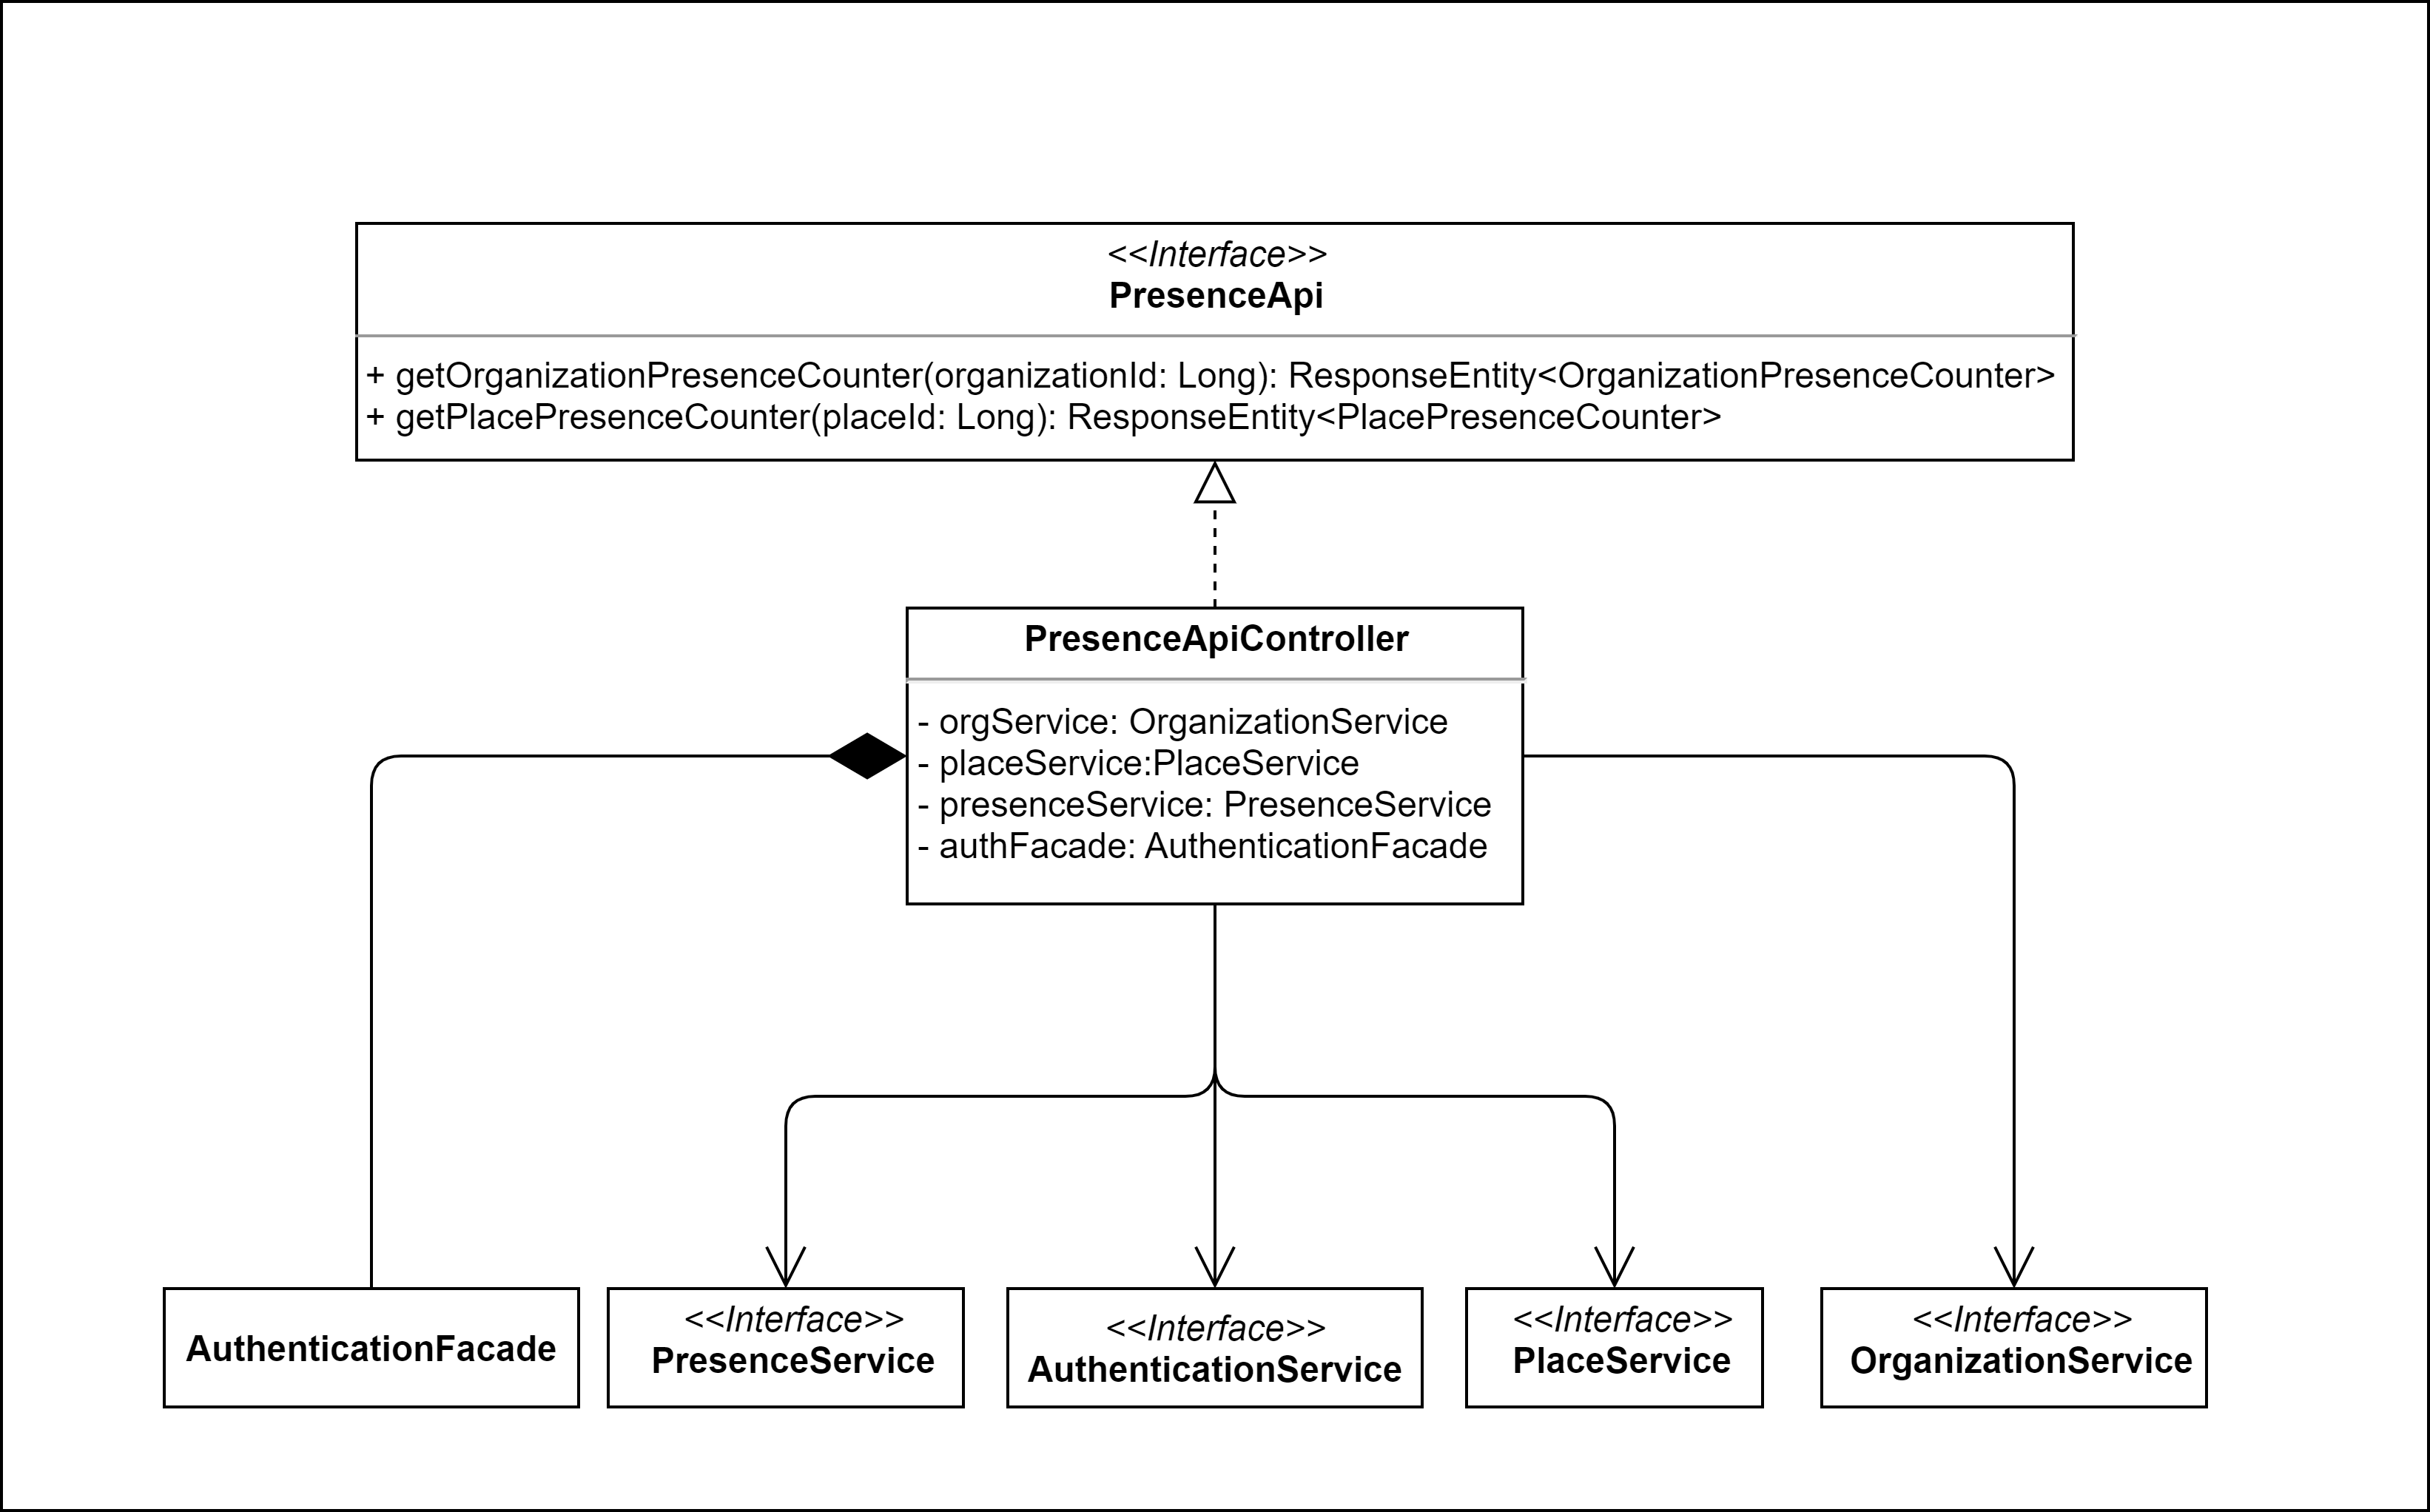 <<Interface>>
PresenceApi
+ getOrganizationPresenceCounter(organizationId: Long): ResponseEntity<OrganizationPresenceCounter>
+ getPlacePresenceCounter(placeId: Long): ResponseEntity<PlacePresenceCounter>
PresenceApiController
- orgService: OrganizationService
- placeService:PlaceService
- presenceService: PresenceService
- authFacade: AuthenticationFacade
AuthenticationFacade
<<Interface>>
PresenceService
<<Interface>>
AuthenticationService
<<Interface>>
PlaceService
<<Interface>>
OrganizationService